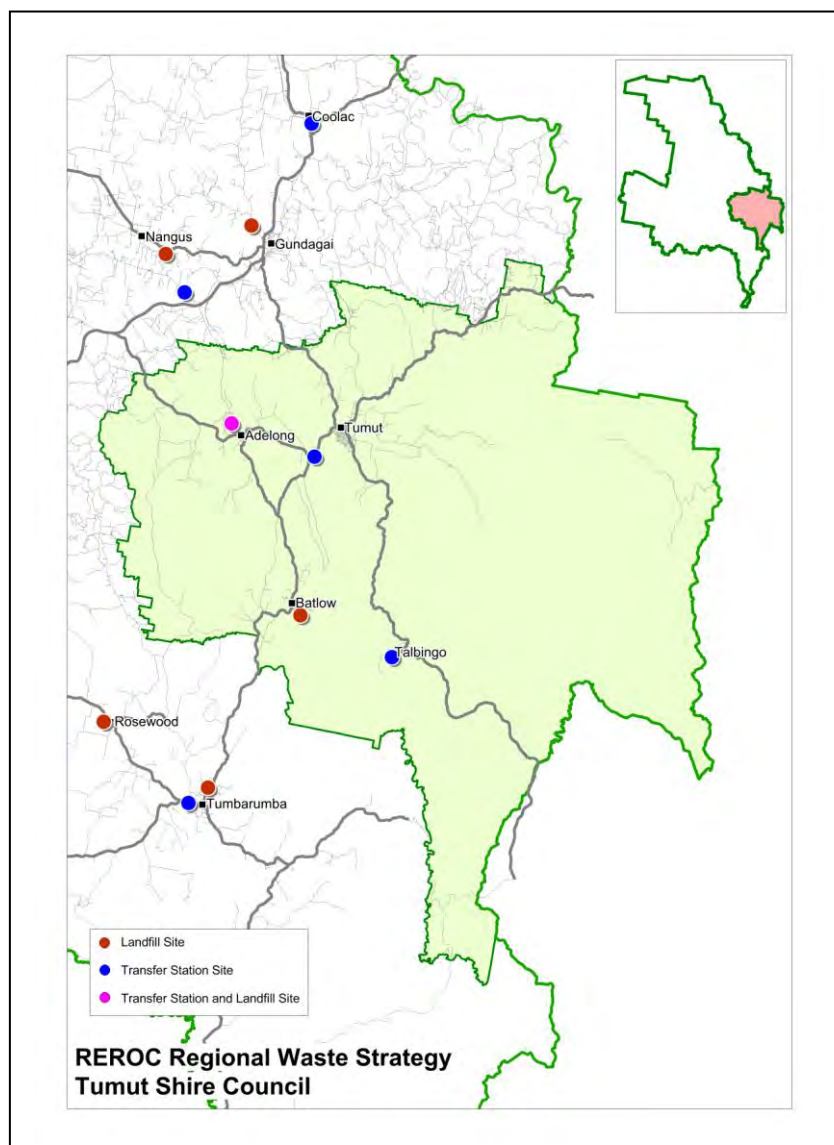 Coolac
Nangus
Gundagai
Adelong
Tumut
Batlow
Talbingo
Rosewood
Tumbarumba
Landfill Site
Transfer Station Site
Transfer Station and Landfill Site
REROC Regional Waste Strategy
Tumut Shire Council